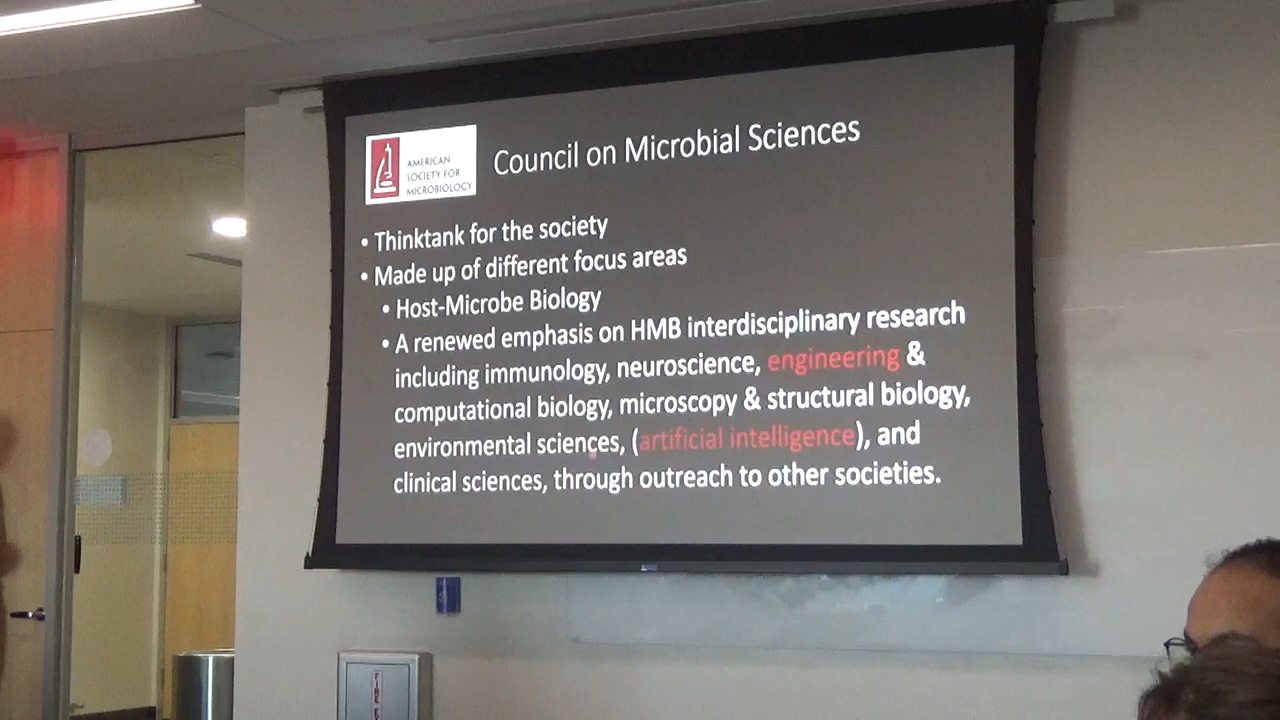 AMERICAN
SOCIETY FOR
MICROBIOLOGY
Council on Microbial Sciences
• Thinktank for the society
• Made up of different focus areas
• Host-Microbe Biology
• A renewed emphasis on HMB interdisciplinary research
including immunology, neuroscience, engineering &
computational biology, microscopy & structural biology,
environmental sciences, (artificial intelligence), and
clinical sciences, through outreach to other societies.
FIRE